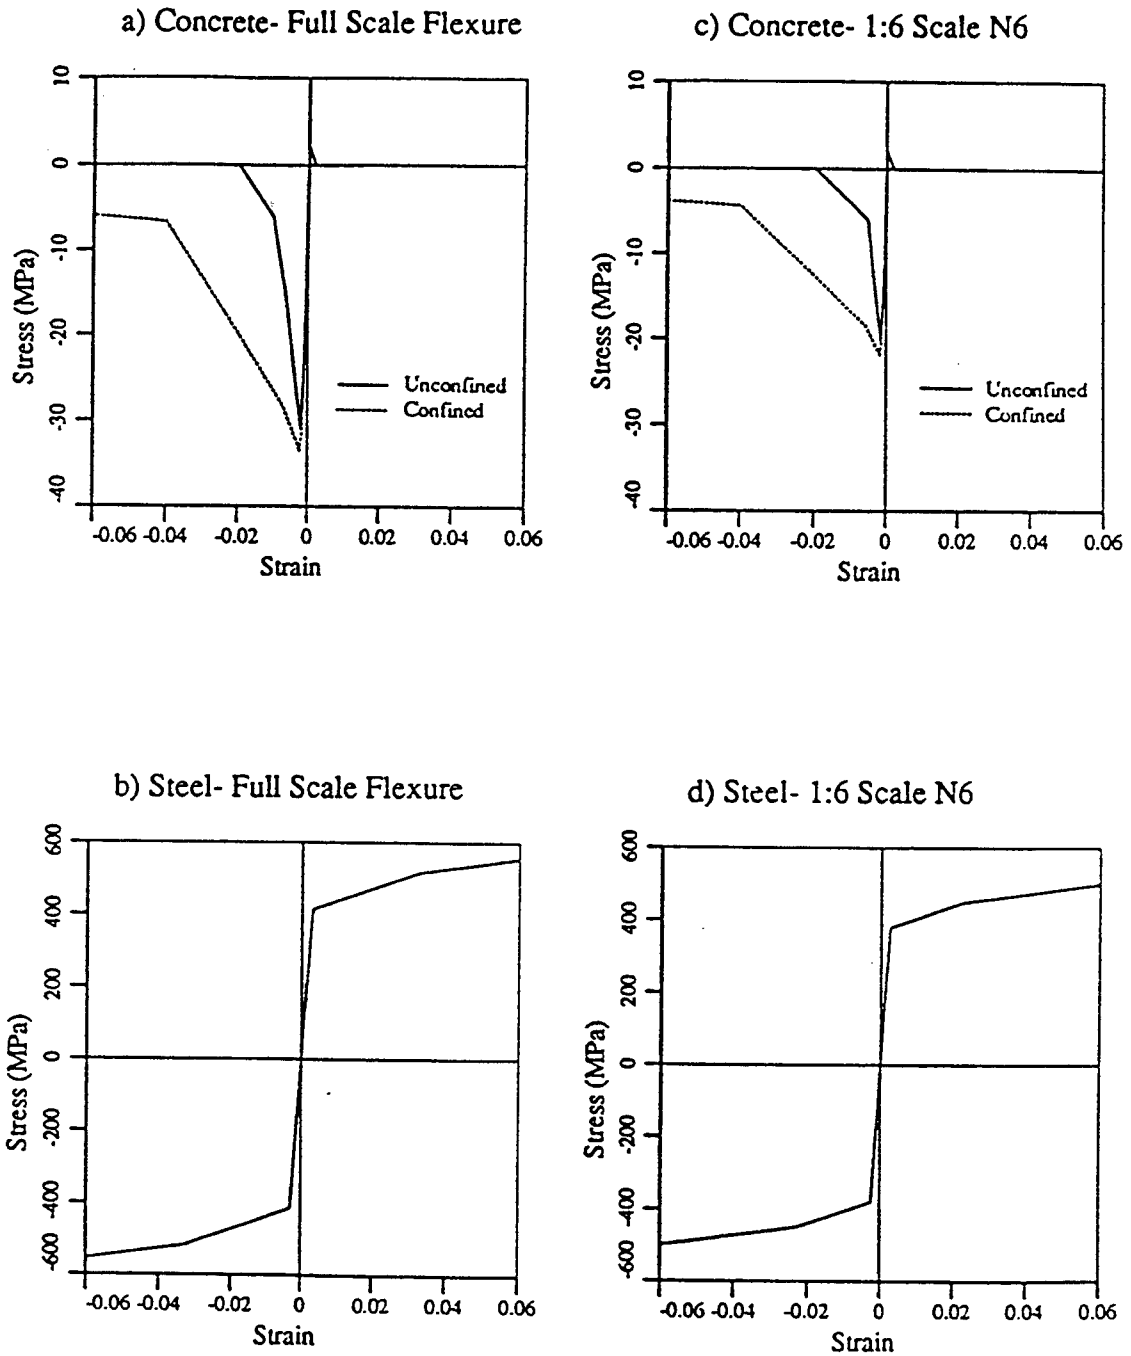 a) Concrete- Full Scale Flexure
10
0
-10
-20
-30
-40
Stress (MPa)
Unconfined
Confined
-0.06 -0.04 -0.02 0 0.02 0.04 0.06
Strain
c) Concrete- 1:6 Scale N6
10
0
-10
-20
-30
-40
Stress (MPa)
Unconfined
Confined
-0.06 -0.04 -0.02 0 0.02 0.04 0.06
Strain
b) Steel- Full Scale Flexure
600
400
200
0
-200
-400
-600
Stress (MPa)
-0.06 -0.04 -0.02 0 0.02 0.04 0.06
Strain
d) Steel- 1:6 Scale N6
600
400
200
0
-200
-400
-600
Stress (MPa)
-0.06 -0.04 -0.02 0 0.02 0.04 0.06
Strain